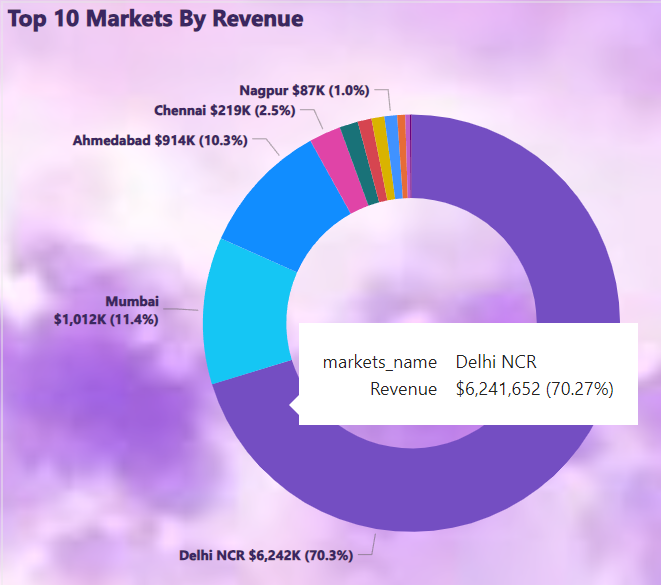 Top 10 Markets By Revenue
Nagpur $87K (1.0%)
Chennai $219K (2.5%)
Ahmedabad $914K (10.3%)
Mumbai
$1,012K (11.4%)
markets_name Delhi NCR
Revenue $6,241,652 (70.27%)
Delhi NCR $6,242K (70.3%)